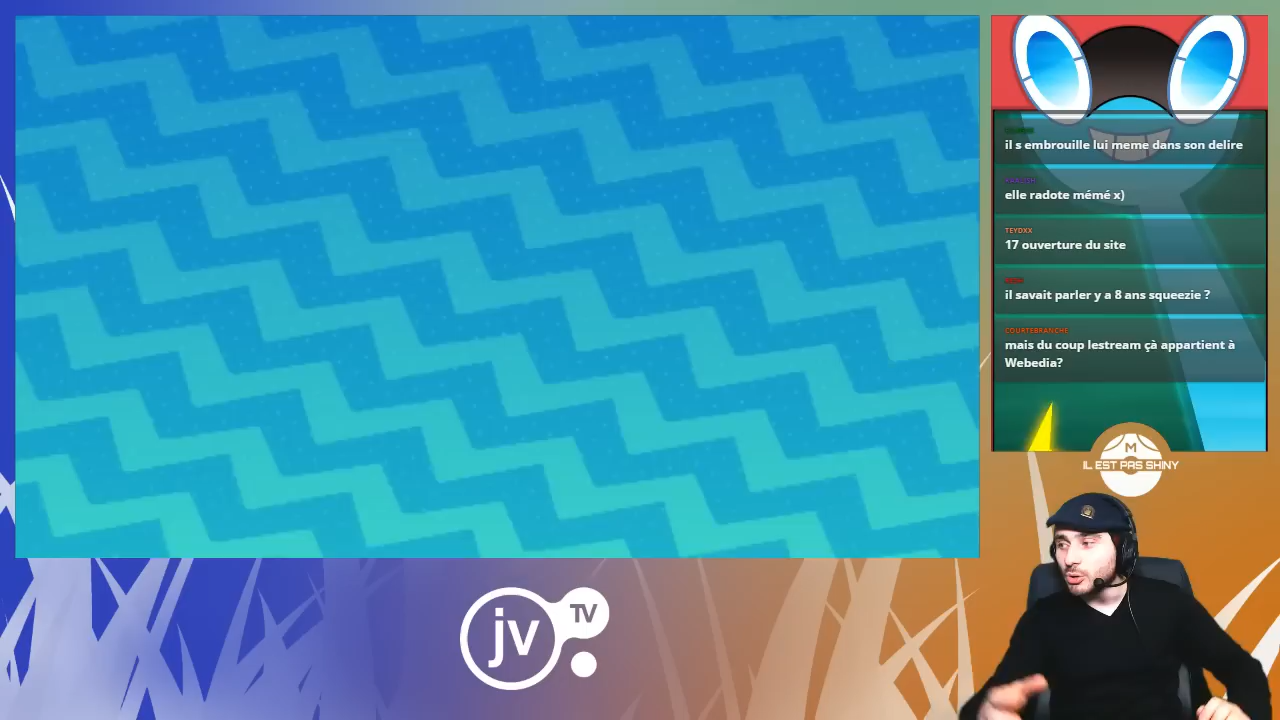 il s embrouille lui meme dans son delire
elle radote mémé x)
TEYDXX
17 ouverture du site
il savait parler y a 8 ans squeezie ?
COURTEBRANCHE
mais du coup lestream çà appartient à
Webedia?
M
IL EST PAS SHINY
jv
TV